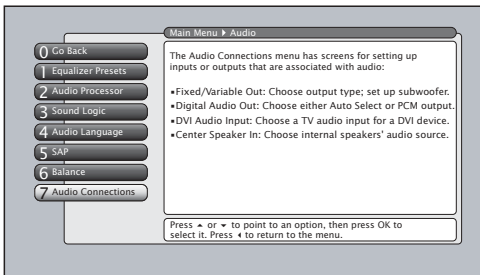 Main Menu ▸ Audio
0 Go Back
1 Equalizer Presets
2 Audio Processor
3 Sound Logic
4 Audio Language
5 SAP
6 Balance
7 Audio Connections
The Audio Connections menu has screens for setting up
inputs or outputs that are associated with audio:
▪Fixed/Variable Out: Choose output type; set up subwoofer.
▪Digital Audio Out: Choose either Auto Select or PCM output.
▪DVI Audio Input: Choose a TV audio input for a DVI device.
▪Center Speaker In: Choose internal speakers' audio source.
Press ▴ or ▾ to point to an option, then press OK to
select it. Press ◂ to return to the menu.